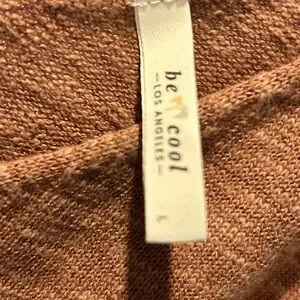 be cool
— LOS ANGELES —
L